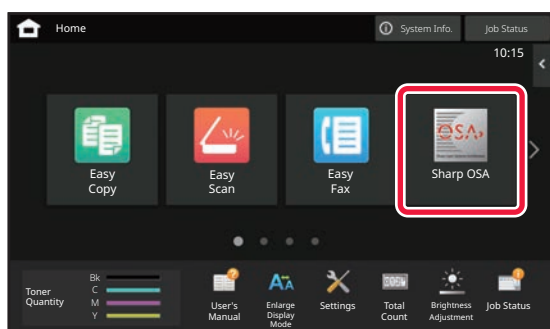 Home
System Info.
Job Status
10:15
OSA
Easy
Copy
Easy
Scan
Easy
Fax
Sharp OSA
Toner
Quantity
Bk
C
M
Y
User's
Manual
Enlarge
Display
Mode
Settings
Total
Count
Brightness
Adjustment
Job Status